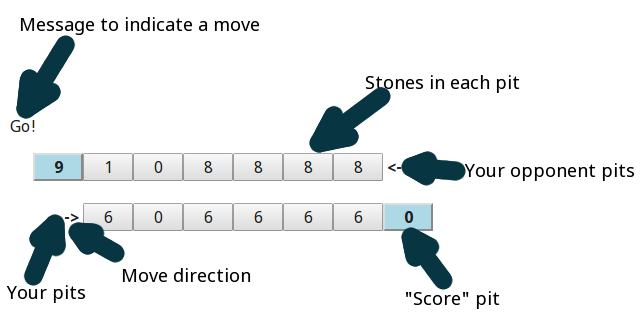 Message to indicate a move
Stones in each pit
Go!
9 1 0 8 8 8 8 <-
Your opponent pits
-> 6 0 6 6 6 6 0
Move direction
Your pits
"Score" pit